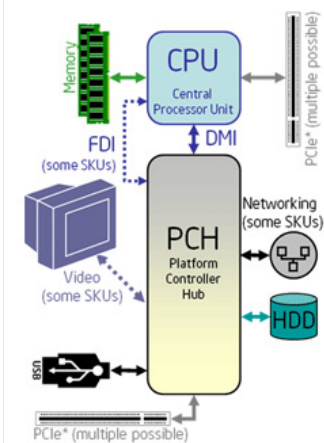 Memory
CPU
Central
Processor Unit
PCIe* (multiple possible)
FDI
(some SKUs)
DMI
PCH
Platform
Controller
Hub
Networking
(some SKUs)
Video
(some SKUs)
HDD
USB
PCIe* (multiple possible)